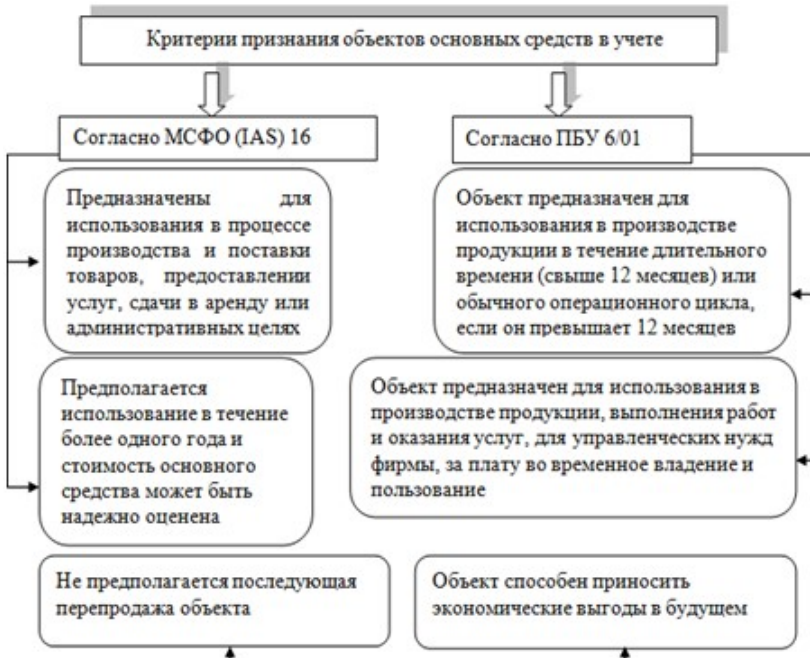 Критерии признания объектов основных средств в учете
Согласно МСФО (IAS) 16
Предназначены для
использования в процессе
производства и поставки
товаров, предоставлении
услуг, сдачи в аренду или
административных целях
Предполагается
использование в течение
более одного года и
стоимость основного
средства может быть
надежно оценена
Согласно ПБУ 6/01
Объект предназначен для
использования в производстве
продукции в течение длительного
времени (свыше 12 месяцев) или
обычного операционного цикла,
если он превышает 12 месяцев
Объект предназначен для использования в
производстве продукции, выполнения работ
и оказания услуг, для управленческих нужд
фирмы, за плату во временное владение и
пользование
Не предполагается последующая
перепродажа объекта
Объект способен приносить
экономические выгоды в будущем